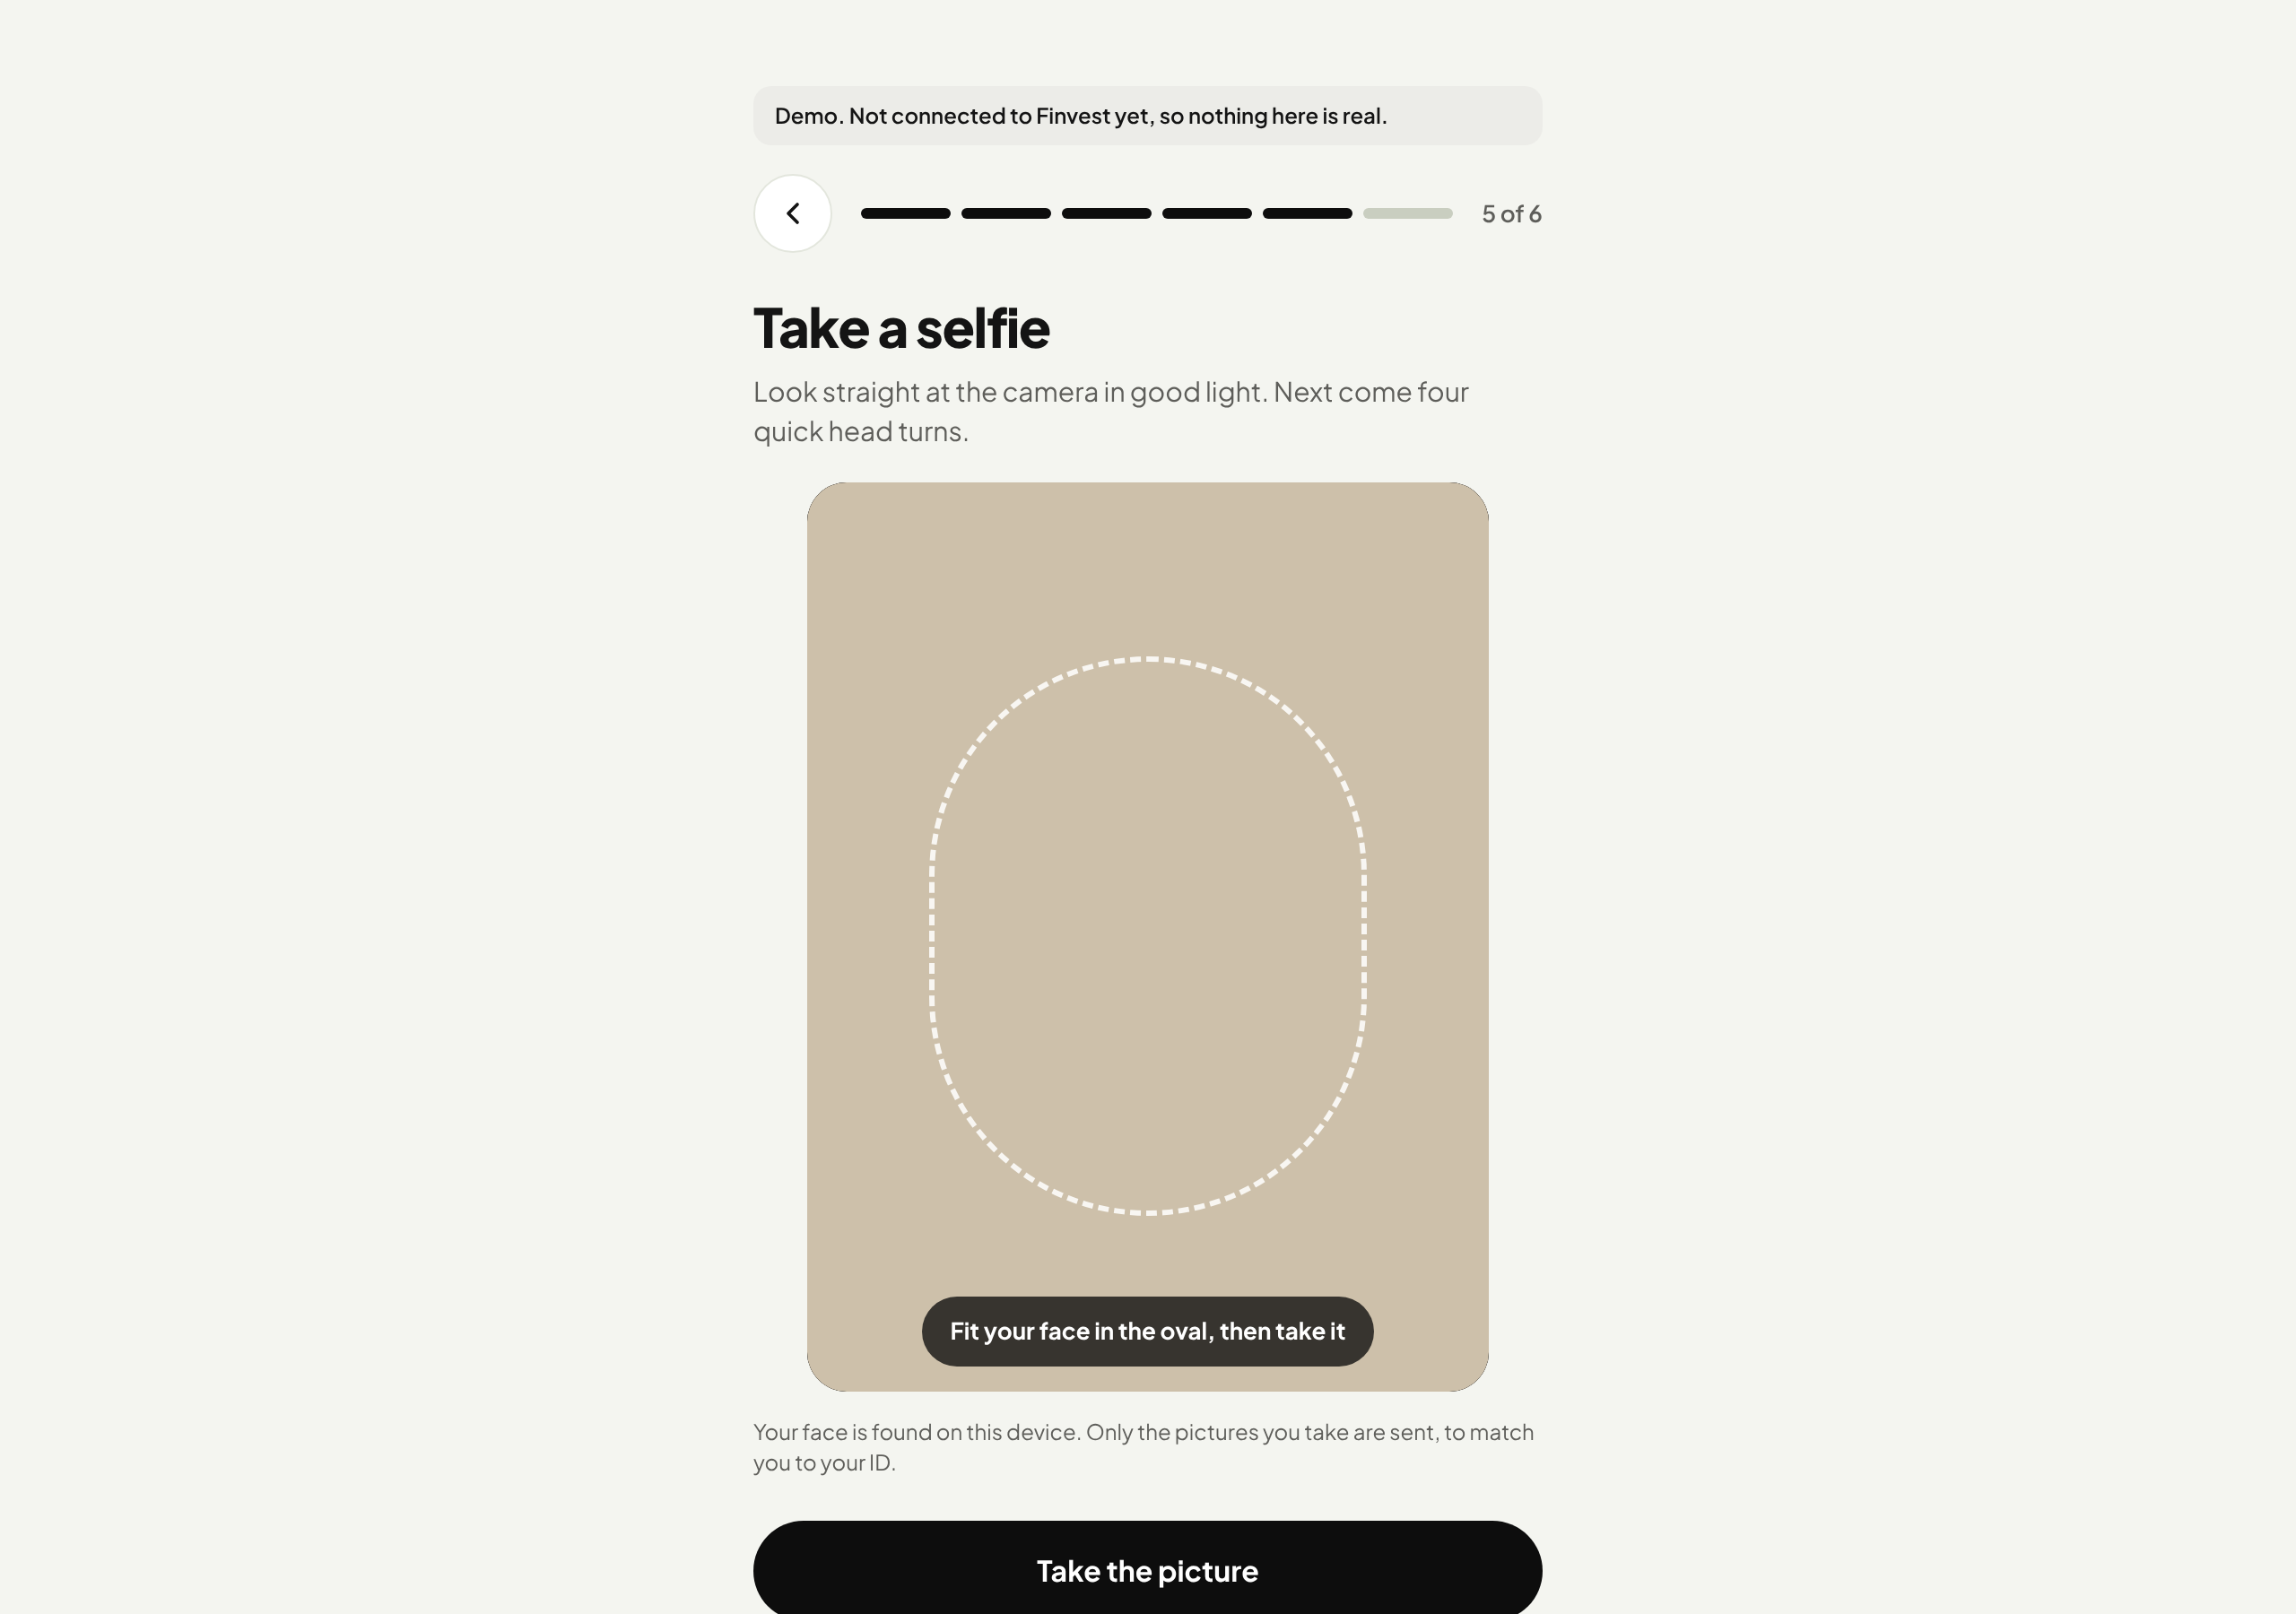 Demo. Not connected to Finvest yet, so nothing here is real.
5 of 6
Take a selfie
Look straight at the camera in good light. Next come four
quick head turns.
Fit your face in the oval, then take it
Your face is found on this device. Only the pictures you take are sent, to match
you to your ID.
Take the picture